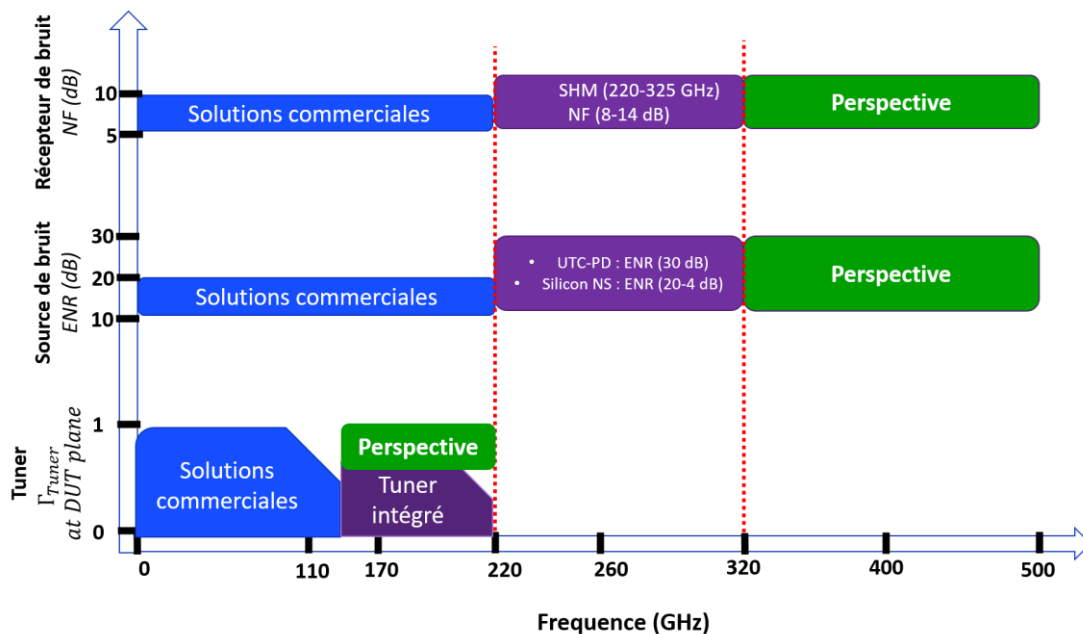 Récepteur de bruit
NF (dB)
10
5
Solutions commerciales
SHM (220-325 GHz)
NF (8-14 dB)
Perspective
Source de bruit
ENR (dB)
30
20
10
Solutions commerciales
• UTC-PD : ENR (30 dB)
• Silicon NS : ENR (20-4 dB)
Perspective
Tuner
Γ_Tuner
at DUT plane
1
0
Solutions
commerciales
Perspective
Tuner
intégré
0 110 170 220 260 320 400 500
Frequence (GHz)